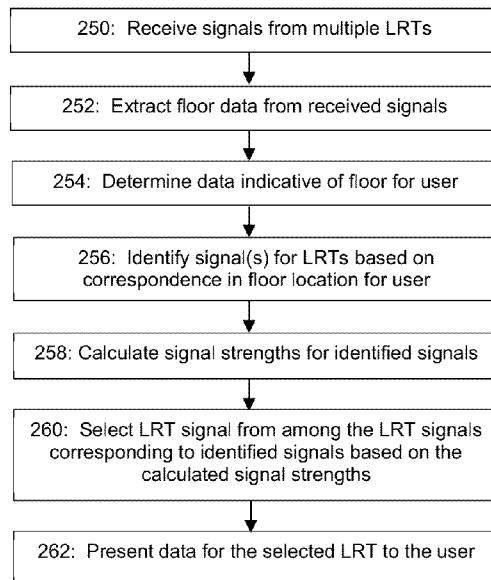 250: Receive signals from multiple LRTs
252: Extract floor data from received signals
254: Determine data indicative of floor for user
256: Identify signal(s) for LRTs based on
correspondence in floor location for user
258: Calculate signal strengths for identified signals
260: Select LRT signal from among the LRT signals
corresponding to identified signals based on the
calculated signal strengths
262: Present data for the selected LRT to the user